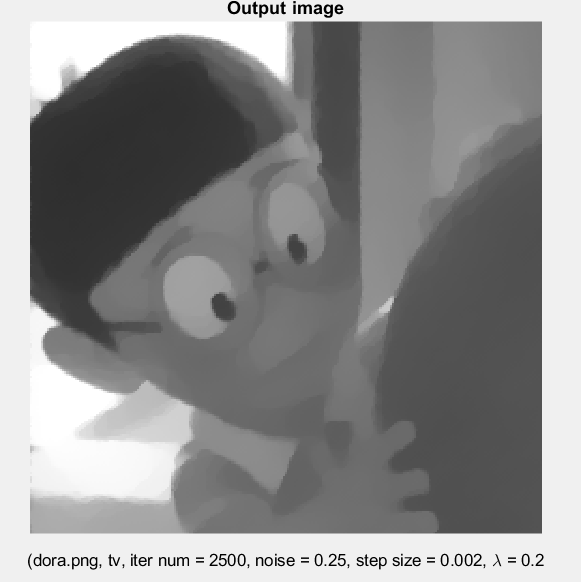 Output image
(dora.png, tv, iter num = 2500, noise = 0.25, step size = 0.002, λ = 0.2